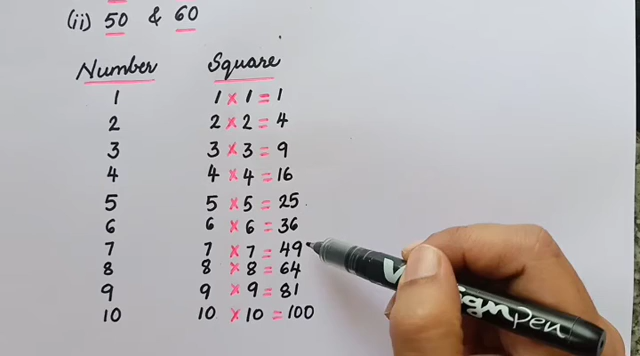 (ii) 50 & 60
Number Square
1 1 × 1 = 1
2 2 × 2 = 4
3 3 × 3 = 9
4 4 × 4 = 16
5 5 × 5 = 25
6 6 × 6 = 36
7 7 × 7 = 49
8 8 × 8 = 64
9 9 × 9 = 81
10 10 × 10 = 100
Pen